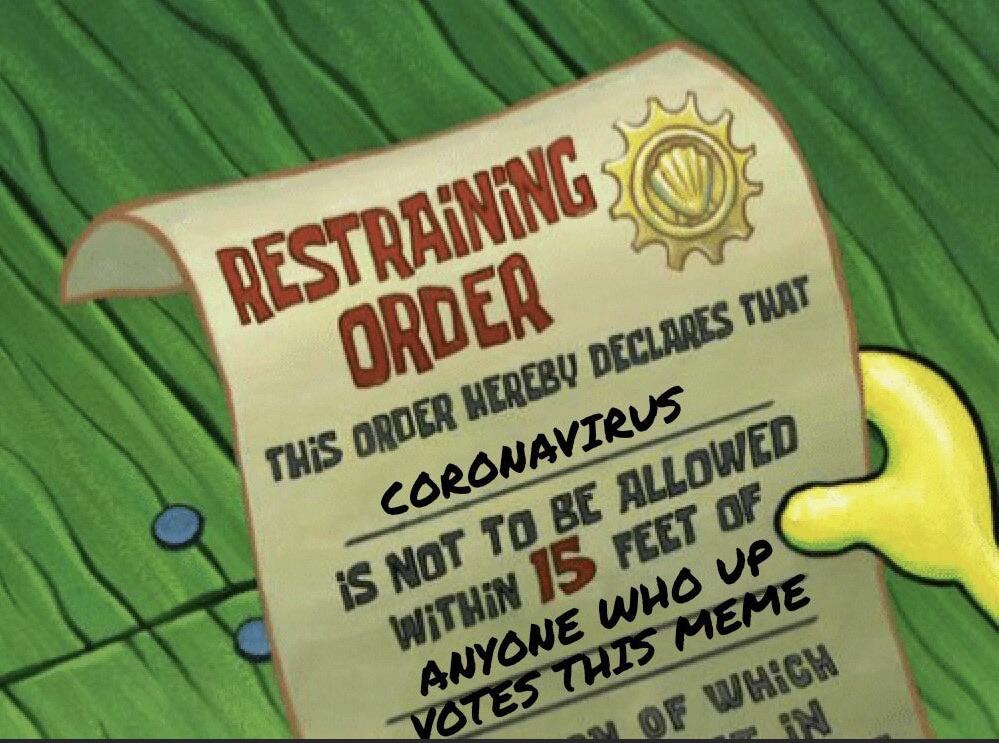 RESTRAINING
ORDER
THIS ORDER HEREBY DECLARES THAT
CORONAVIRUS
IS NOT TO BE ALLOWED
WITHIN 15 FEET OF
ANYONE WHO UP
VOTES THIS MEME
OF WHICH
IN